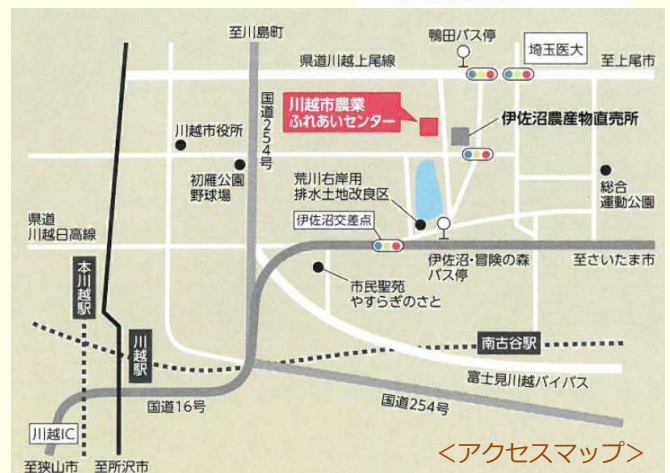 至川島町
鴨田バス停
埼玉医大
県道川越上尾線
至上尾市
国道254号
川越市農業
ふれあいセンター
伊佐沼農産物直売所
川越市役所
初雁公園
野球場
荒川右岸用
排水土地改良区
総合
運動公園
県道
川越日高線
伊佐沼交差点
伊佐沼・冒険の森
バス停
至さいたま市
本川越駅
市民聖苑
やすらぎのさと
川越駅
南古谷駅
富士見川越バイパス
国道16号
国道254号
川越IC
至狭山市
至所沢市
＜アクセスマップ＞